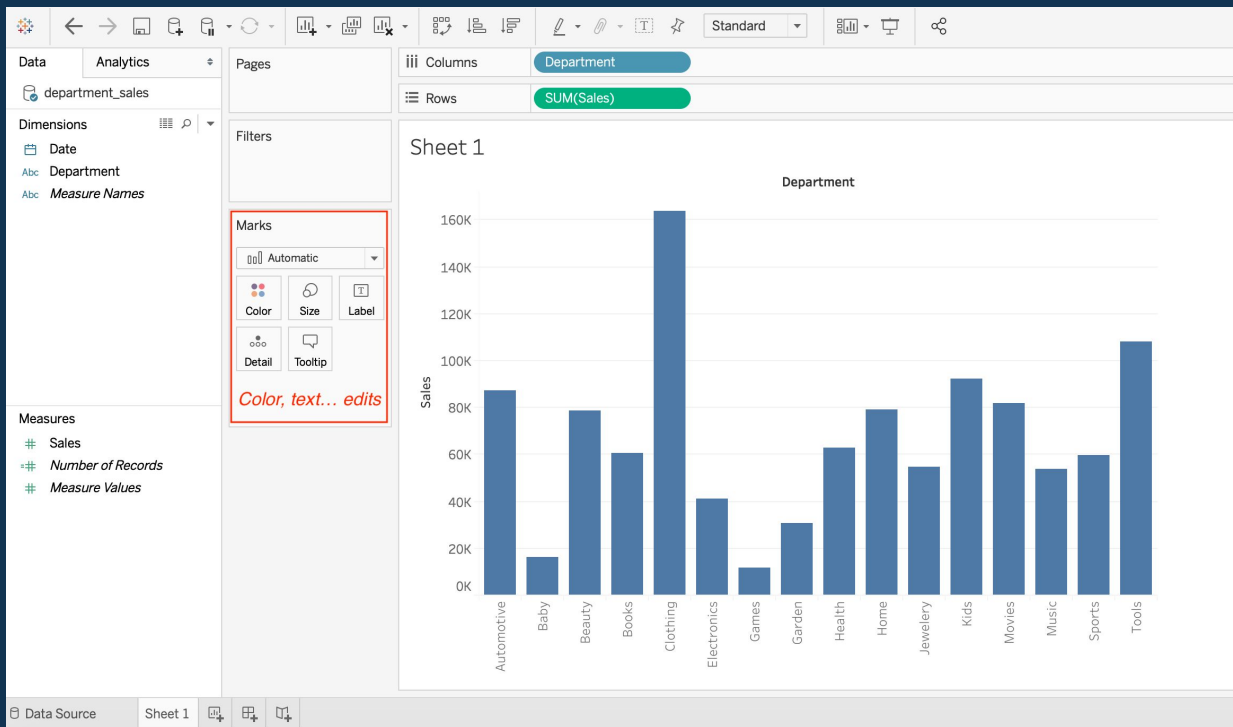 Standard
Data
Analytics
Pages
Columns
Department
department_sales
Rows
SUM(Sales)
Dimensions
Date
Abc Department
Abc Measure Names
Filters
Marks
Automatic
Color
Size
T
Label
Detail
Tooltip
Color, text... edits
Measures
# Sales
=# Number of Records
# Measure Values
Sheet 1
Department
Sales
160K
140K
120K
100K
80K
60K
40K
20K
0K
Automotive
Baby
Beauty
Books
Clothing
Electronics
Games
Garden
Health
Home
Jewelery
Kids
Movies
Music
Sports
Tools
Data Source
Sheet 1